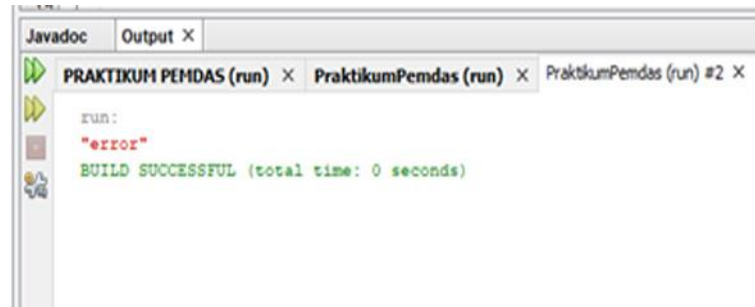 Javadoc Output ×
PRAKTIKUM PEMDAS (run) × PraktikumPemdas (run) × PraktikumPemdas (run) #2 ×
run:
"error"
BUILD SUCCESSFUL (total time: 0 seconds)